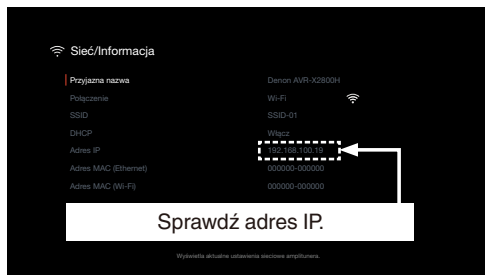 Sieć/Informacja
Przyjazna nazwa Denon AVR-X2800H
Połączenie Wi-Fi
SSID SSID-01
DHCP Włącz
Adres IP 192.168.100.19
Adres MAC (Ethernet) 000000-000000
Adres MAC (Wi-Fi) 000000-000000
Sprawdź adres IP.
Wyświetla aktualne ustawienia sieciowe amplitunera.